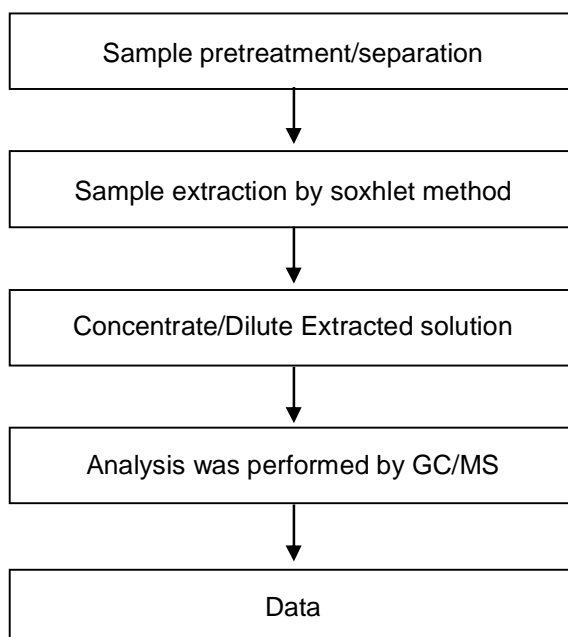 Sample pretreatment/separation
Sample extraction by soxhlet method
Concentrate/Dilute Extracted solution
Analysis was performed by GC/MS
Data